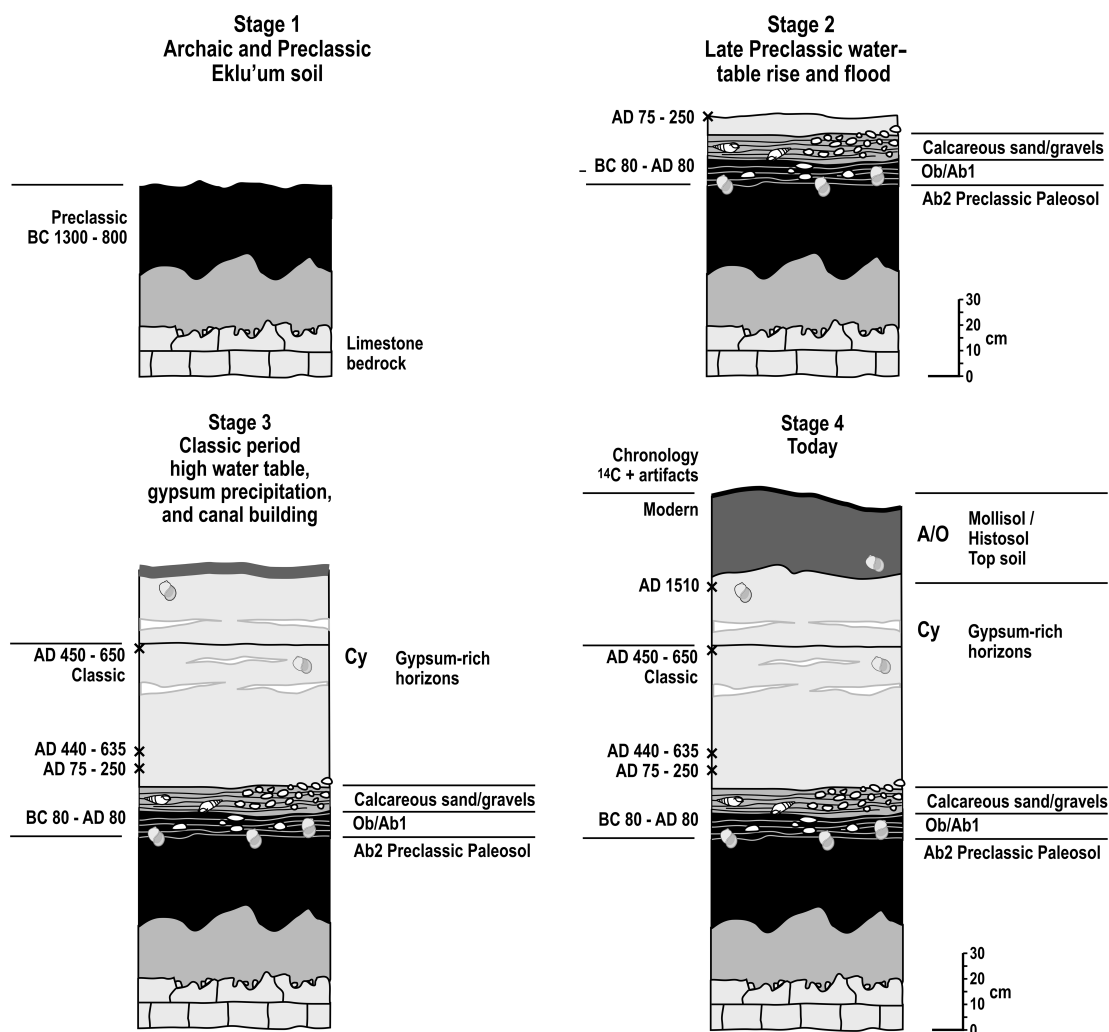 Stage 1
Archaic and Preclassic
Eklu’um soil
Preclassic
BC 1300 - 800
Limestone
bedrock
Stage 2
Late Preclassic water-
table rise and flood
AD 75 - 250
BC 80 - AD 80
Calcareous sand/gravels
Ob/Ab1
Ab2 Preclassic Paleosol
30
20
10
0
cm
Stage 3
Classic period
high water table,
gypsum precipitation,
and canal building
AD 450 - 650
Classic
AD 440 - 635
AD 75 - 250
BC 80 - AD 80
Cy
Gypsum-rich
horizons
Calcareous sand/gravels
Ob/Ab1
Ab2 Preclassic Paleosol
Stage 4
Today
Chronology
14C + artifacts
Modern
AD 1510
AD 450 - 650
Classic
AD 440 - 635
AD 75 - 250
BC 80 - AD 80
A/O
Mollisol /
Histosol
Top soil
Cy
Gypsum-rich
horizons
Calcareous sand/gravels
Ob/Ab1
Ab2 Preclassic Paleosol
30
20
10
0
cm